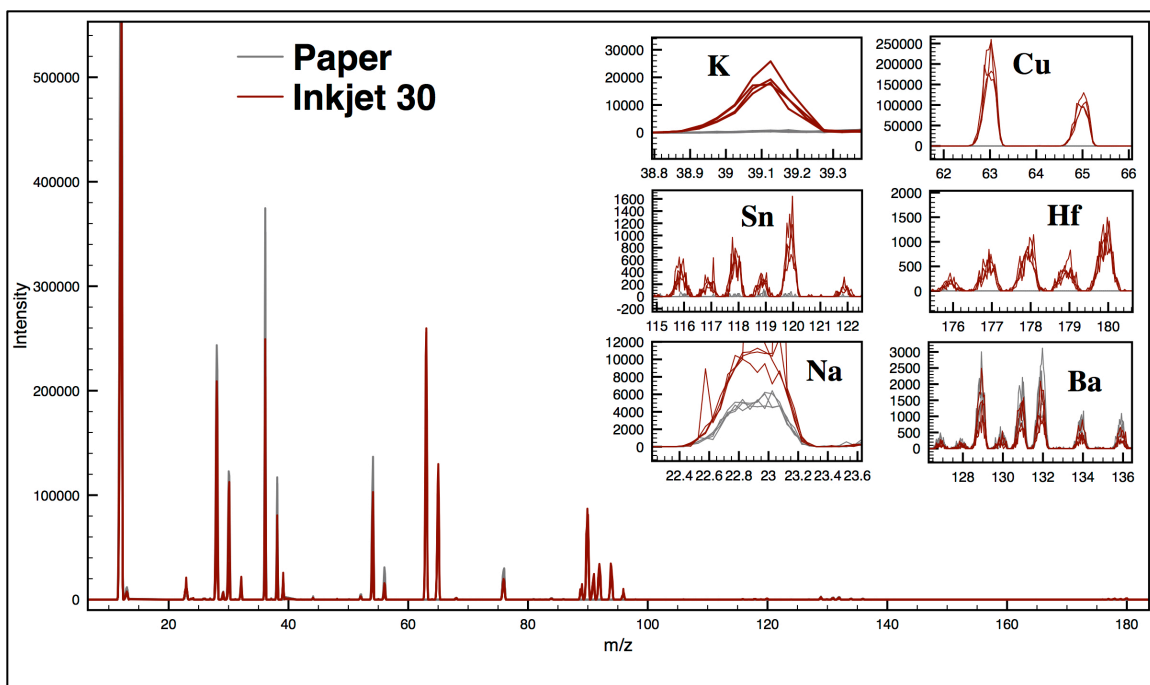 Paper
Inkjet 30
Intensity
500000
400000
300000
200000
100000
0
20 40 60 80 100 120 140 160 180
m/z
K
30000
20000
10000
0
38.8 38.9 39 39.1 39.2 39.3
Cu
250000
200000
150000
100000
50000
0
62 63 64 65 66
Sn
1600
1400
1200
1000
800
600
400
200
0
-200
115 116 117 118 119 120 121 122
Hf
2000
1500
1000
500
0
176 177 178 179 180
Na
12000
10000
8000
6000
4000
2000
0
22.4 22.6 22.8 23 23.2 23.4 23.6
Ba
3000
2500
2000
1500
1000
500
0
128 130 132 134 136